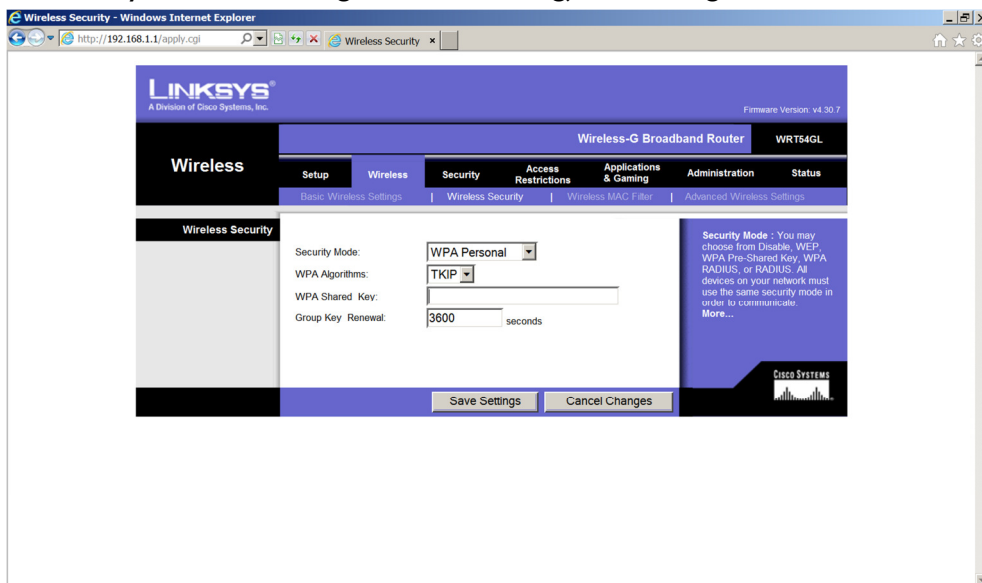 Wireless Security - Windows Internet Explorer
http://192.168.1.1/apply.cgi Wireless Security
LINKSYS®
A Division of Cisco Systems, Inc.
Firmware Version: v4.30.7
Wireless-G Broadband Router WRT54GL
Wireless
Setup Wireless Security Access Restrictions Applications & Gaming Administration Status
Basic Wireless Settings | Wireless Security | Wireless MAC Filter | Advanced Wireless Settings
Wireless Security
Security Mode: WPA Personal
WPA Algorithms: TKIP
WPA Shared Key:
Group Key Renewal: 3600 seconds
Security Mode : You may
choose from Disable, WEP,
WPA Pre-Shared Key, WPA
RADIUS, or RADIUS. All
devices on your network must
use the same security mode in
order to communicate.
More...
CISCO SYSTEMS
Save Settings Cancel Changes